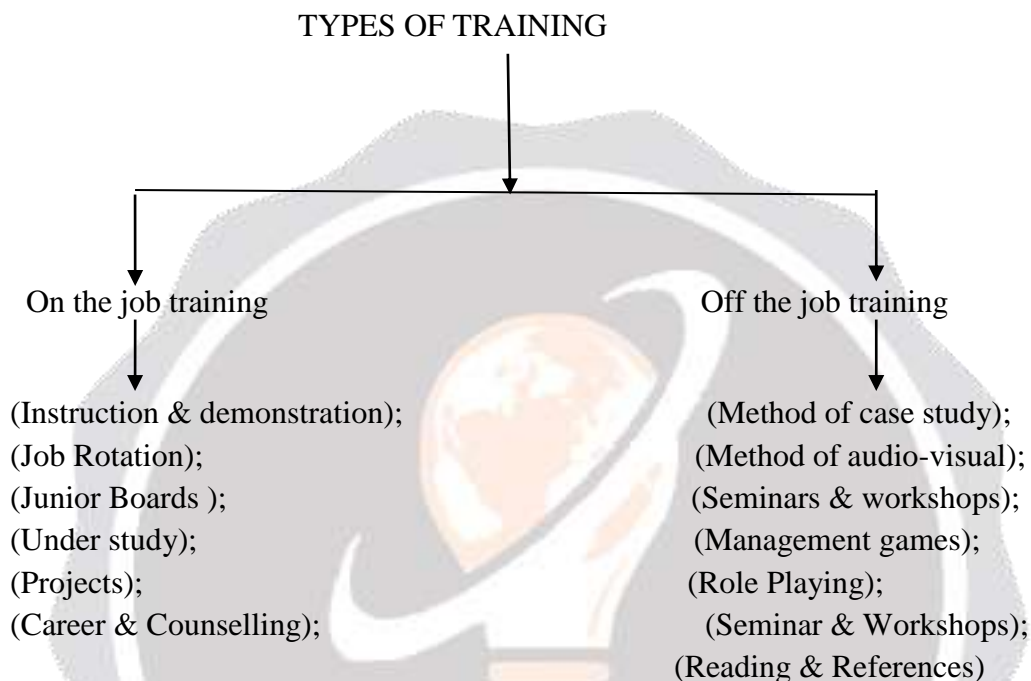 TYPES OF TRAINING
On the job training
(Instruction & demonstration);
(Job Rotation);
(Junior Boards );
(Under study);
(Projects);
(Career & Counselling);
Off the job training
(Method of case study);
(Method of audio-visual);
(Seminars & workshops);
(Management games);
(Role Playing);
(Seminar & Workshops);
(Reading & References)